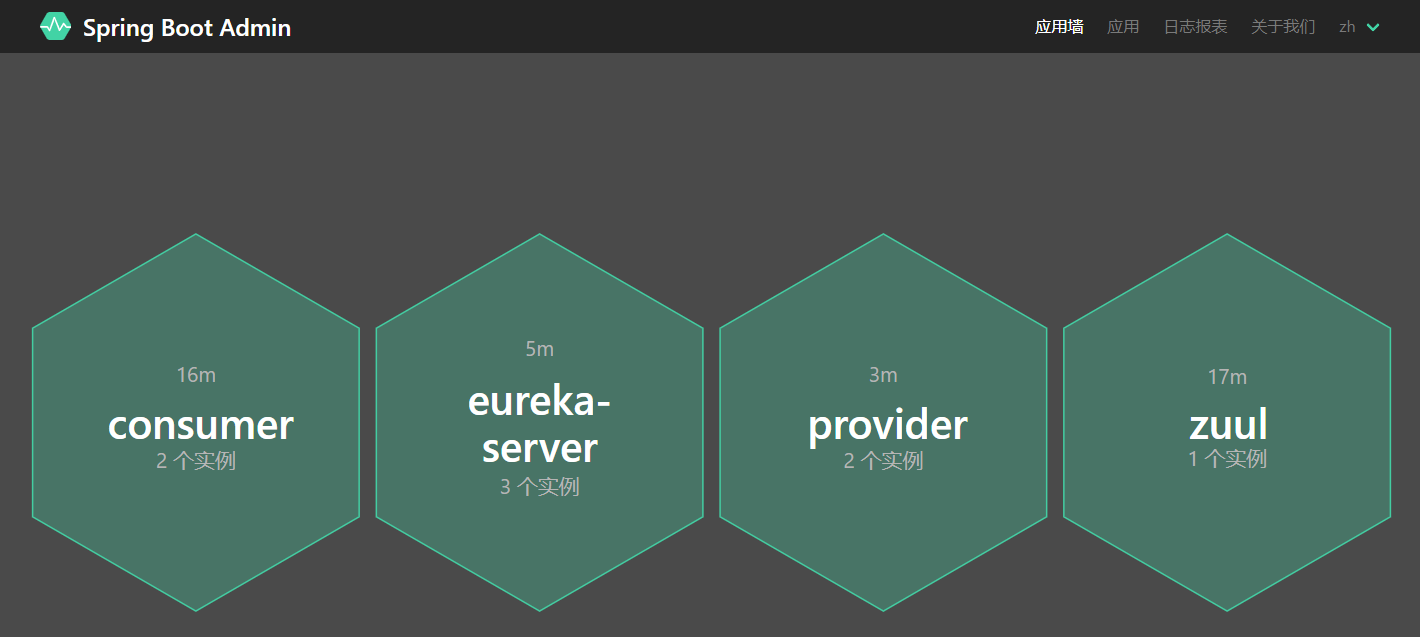 Spring Boot Admin
应用墙 应用 日志报表 关于我们 zh
16m
consumer
2 个实例
5m
eureka-
server
3 个实例
3m
provider
2 个实例
17m
zuul
1 个实例